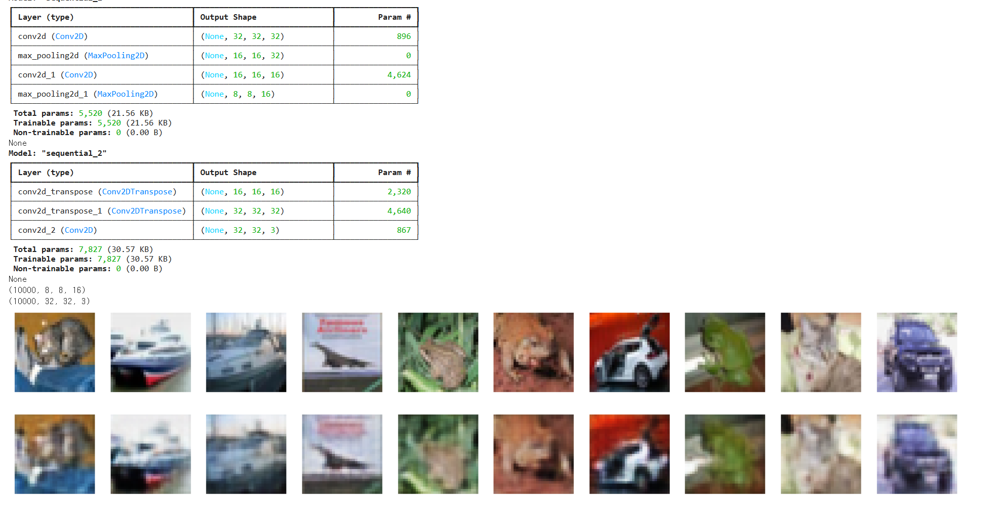 Model: "sequential_1"
Layer (type) Output Shape Param #
conv2d (Conv2D) (None, 32, 32, 32) 896
max_pooling2d (MaxPooling2D) (None, 16, 16, 32) 0
conv2d_1 (Conv2D) (None, 16, 16, 16) 4,624
max_pooling2d_1 (MaxPooling2D) (None, 8, 8, 16) 0
Total params: 5,520 (21.56 KB)
Trainable params: 5,520 (21.56 KB)
Non-trainable params: 0 (0.00 B)
None
Model: "sequential_2"
Layer (type) Output Shape Param #
conv2d_transpose (Conv2DTranspose) (None, 16, 16, 16) 2,320
conv2d_transpose_1 (Conv2DTranspose) (None, 32, 32, 32) 4,640
conv2d_2 (Conv2D) (None, 32, 32, 3) 867
Total params: 7,827 (30.57 KB)
Trainable params: 7,827 (30.57 KB)
Non-trainable params: 0 (0.00 B)
None
(10000, 8, 8, 16)
(10000, 32, 32, 3)